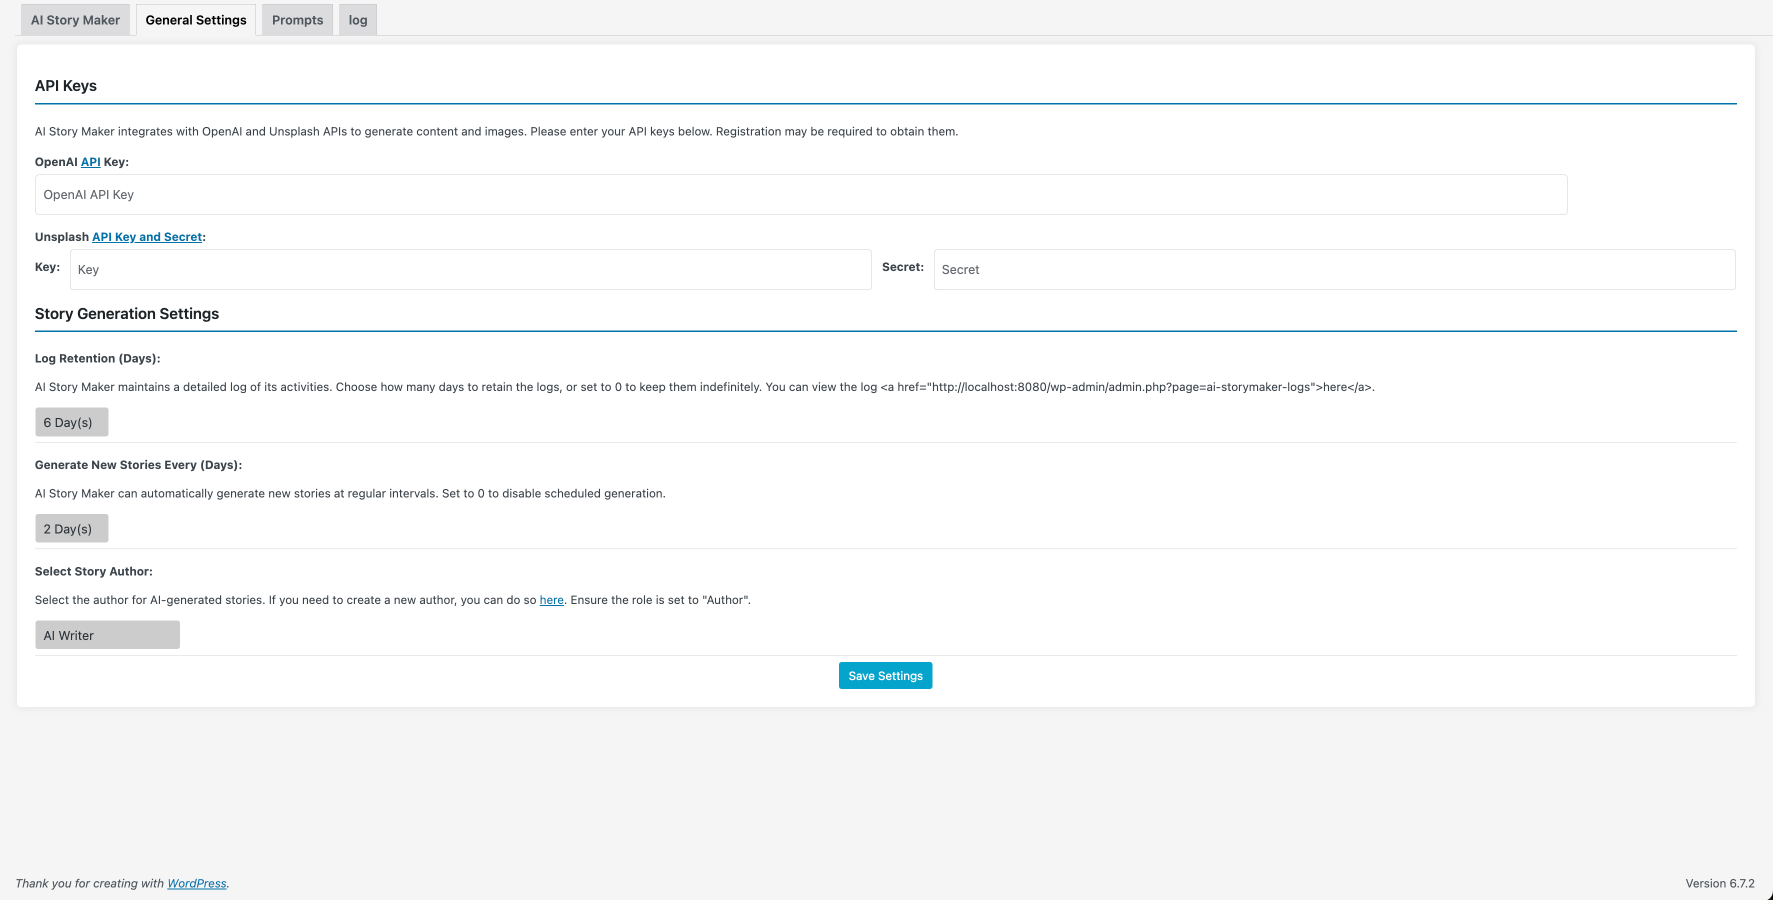 AI Story Maker
General Settings
Prompts
log
API Keys
AI Story Maker integrates with OpenAI and Unsplash APIs to generate content and images. Please enter your API keys below. Registration may be required to obtain them.
OpenAI API Key:
OpenAI API Key
Unsplash API Key and Secret:
Key:
Key
Secret:
Secret
Story Generation Settings
Log Retention (Days):
AI Story Maker maintains a detailed log of its activities. Choose how many days to retain the logs, or set to 0 to keep them indefinitely. You can view the log <a href="http://localhost:8080/wp-admin/admin.php?page=ai-storymaker-logs">here</a>.
6 Day(s)
Generate New Stories Every (Days):
AI Story Maker can automatically generate new stories at regular intervals. Set to 0 to disable scheduled generation.
2 Day(s)
Select Story Author:
Select the author for AI-generated stories. If you need to create a new author, you can do so here. Ensure the role is set to "Author".
AI Writer
Save Settings
Thank you for creating with WordPress.
Version 6.7.2